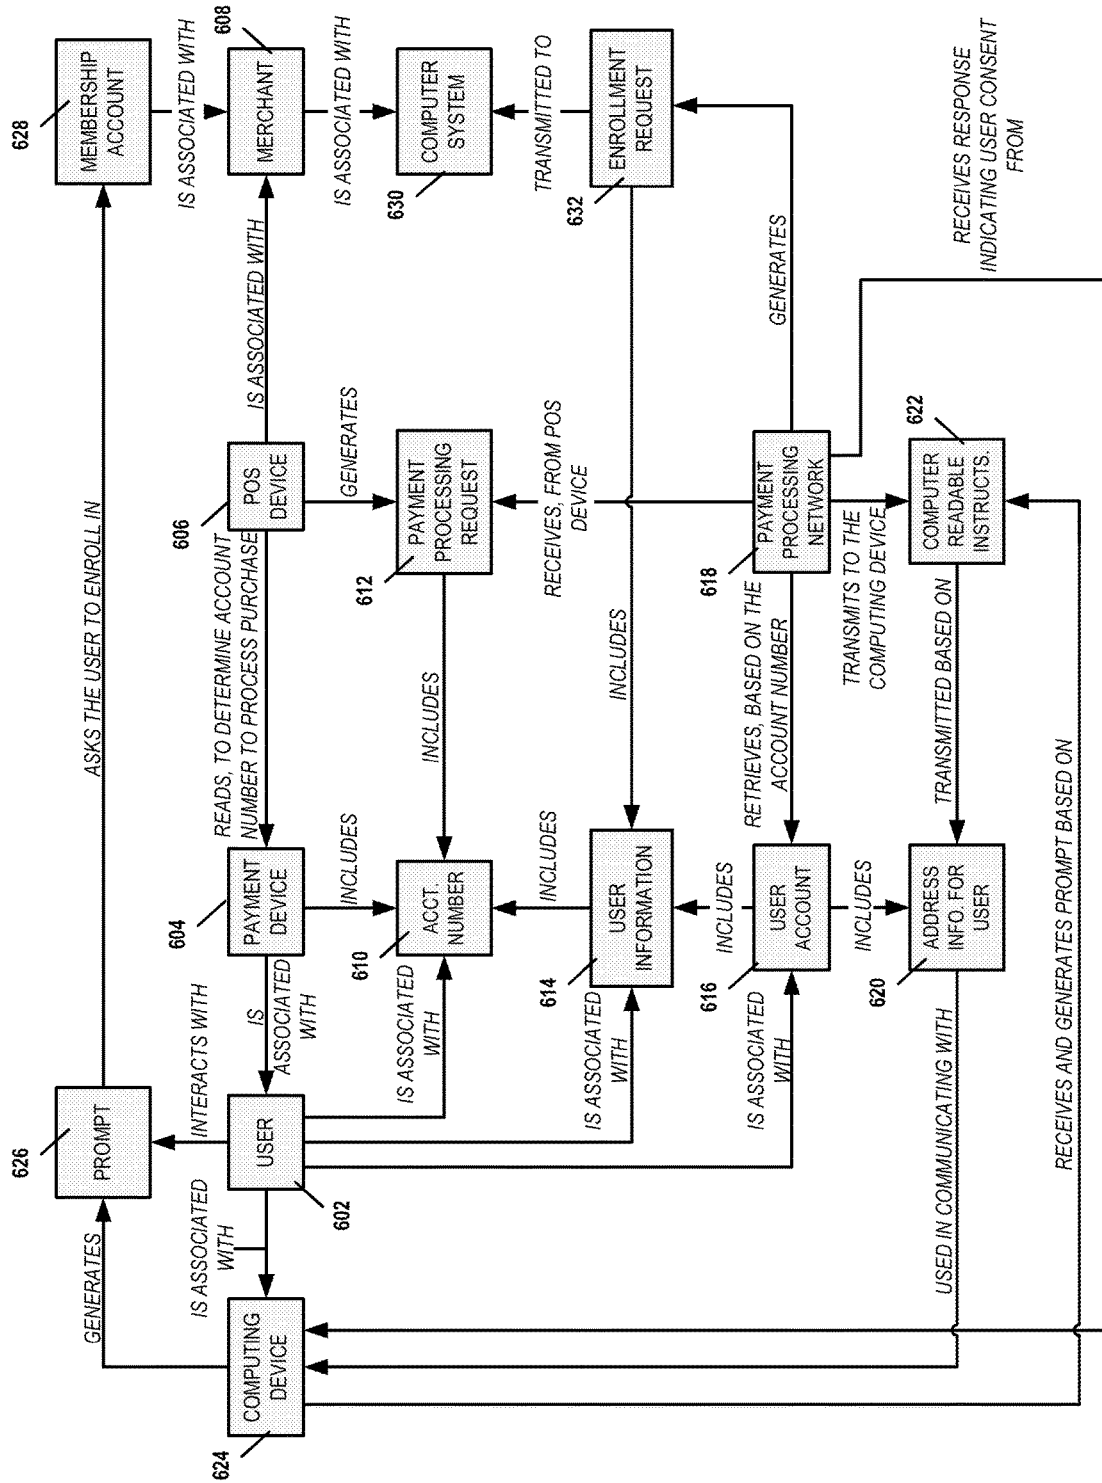 626
PROMPT
ASKS THE USER TO ENROLL IN
628
MEMBERSHIP
ACCOUNT
GENERATES
INTERACTS WITH
IS ASSOCIATED WITH
624
COMPUTING
DEVICE
IS ASSOCIATED
WITH
602
USER
IS
ASSOCIATED
WITH
604
PAYMENT
DEVICE
READS, TO DETERMINE ACCOUNT
NUMBER TO PROCESS PURCHASE
606
POS
DEVICE
IS ASSOCIATED WITH
608
MERCHANT
IS ASSOCIATED
WITH
INCLUDES
GENERATES
IS ASSOCIATED WITH
610
ACCT.
NUMBER
INCLUDES
612
PAYMENT
PROCESSING
REQUEST
630
COMPUTER
SYSTEM
IS ASSOCIATED
WITH
INCLUDES
RECEIVES, FROM POS
DEVICE
TRANSMITTED TO
614
USER
INFORMATION
INCLUDES
632
ENROLLMENT
REQUEST
IS ASSOCIATED
WITH
INCLUDES
616
USER
ACCOUNT
RETRIEVES, BASED ON THE
ACCOUNT NUMBER
618
PAYMENT
PROCESSING
NETWORK
GENERATES
INCLUDES
TRANSMITS TO THE
COMPUTING DEVICE
620
ADDRESS
INFO. FOR
USER
TRANSMITTED BASED ON
622
COMPUTER
READABLE
INSTRUCTS.
USED IN COMMUNICATING WITH
RECEIVES RESPONSE
INDICATING USER CONSENT
FROM
RECEIVES AND GENERATES PROMPT BASED ON